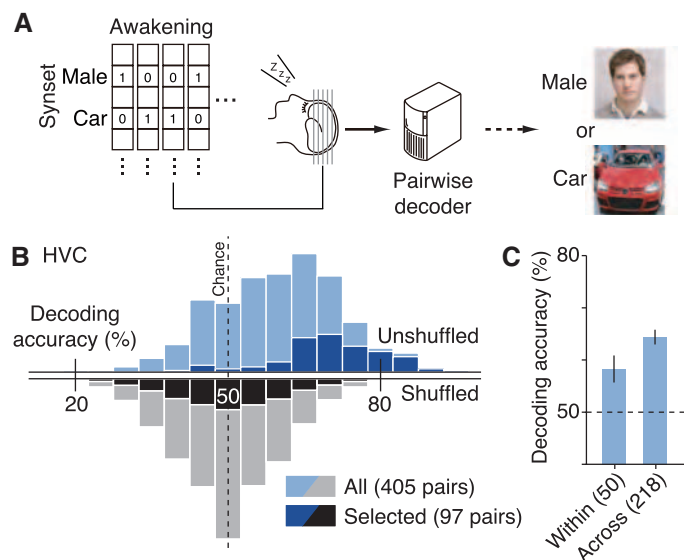 A
Awakening
Synset
Male 1 0 0 1
Car 0 1 1 0
z z z
Pairwise
decoder
Male
or
Car
B HVC
Chance
Decoding
accuracy (%)
Unshuffled
Shuffled
20 50 80
All (405 pairs)
Selected (97 pairs)
C
Decoding accuracy (%)
80
50
Within (50)
Across (218)